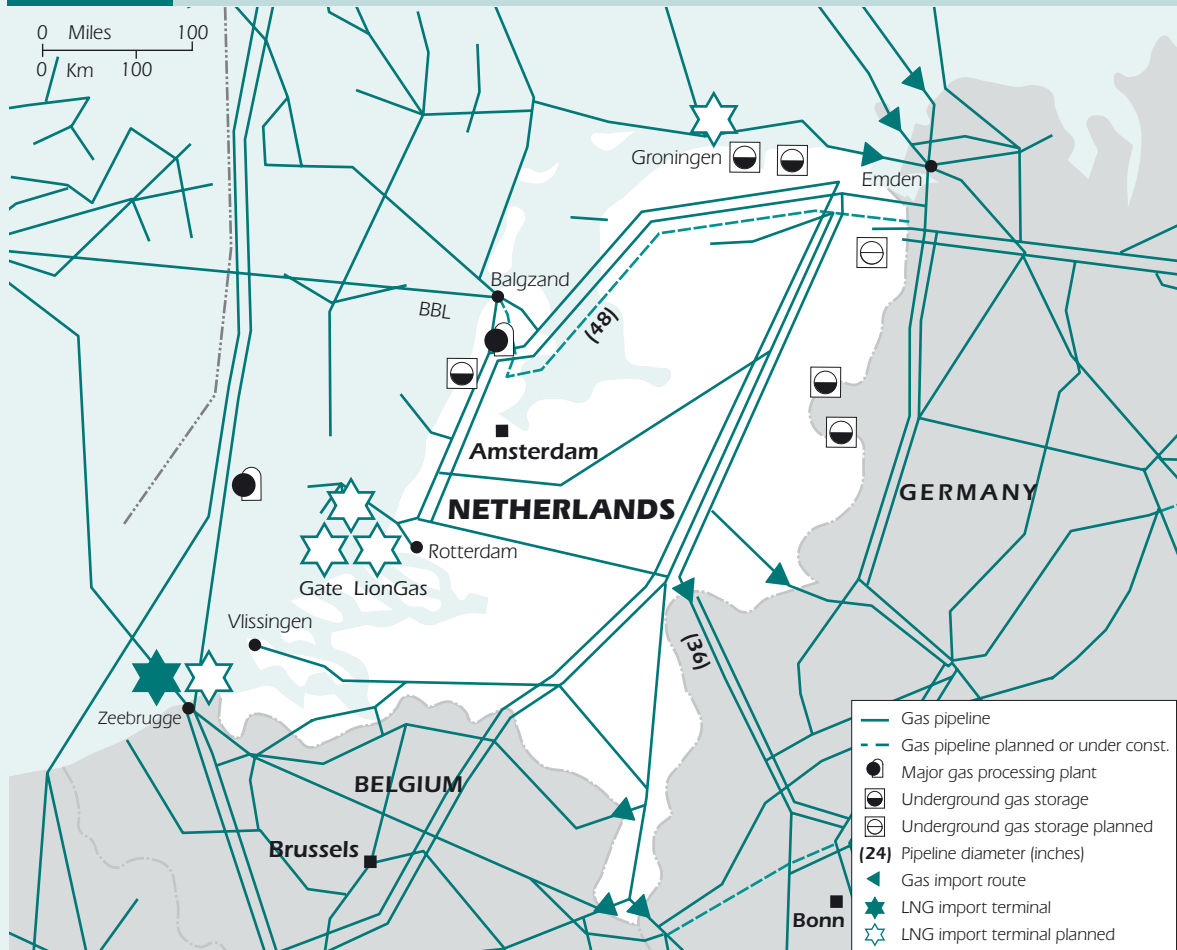 0 Miles 100
0 Km 100
Groningen
Emden
Balgzand
BBL
(48)
Amsterdam
NETHERLANDS
GERMANY
Rotterdam
Gate LionGas
Vlissingen
(36)
Zeebrugge
BELGIUM
Brussels
Bonn
Gas pipeline
Gas pipeline planned or under const.
Major gas processing plant
Underground gas storage
Underground gas storage planned
(24) Pipeline diameter (inches)
Gas import route
LNG import terminal
LNG import terminal planned